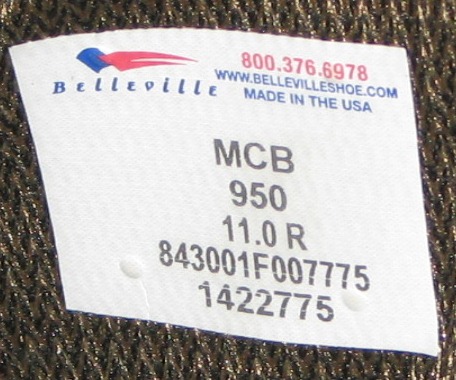 Belleville
800.376.6978
WWW.BELLEVILLESHOE.COM
MADE IN THE USA
MCB
950
11.0 R
843001F007775
1422775